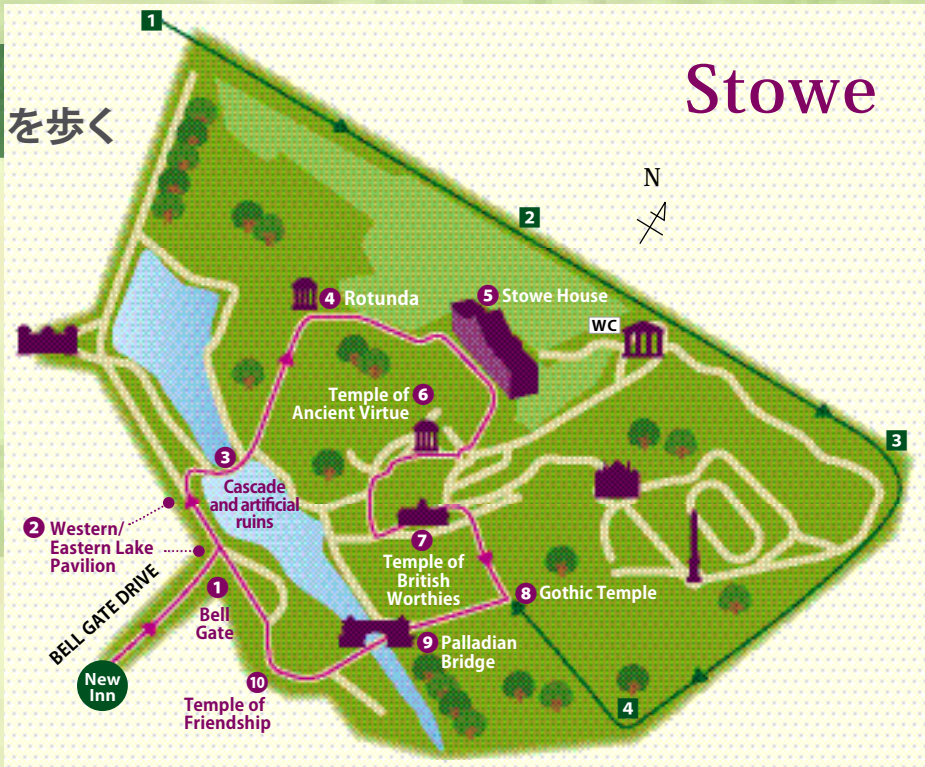 Stowe
を歩く
N
1
2
3
4
4 Rotunda
5 Stowe House
WC
Temple of 6
Ancient Virtue
3
Cascade
and artificial
ruins
2 Western/
Eastern Lake
Pavilion
7
Temple of
British
Worthies
8 Gothic Temple
1
Bell
Gate
BELL GATE DRIVE
9 Palladian
Bridge
New
Inn
10
Temple of
Friendship